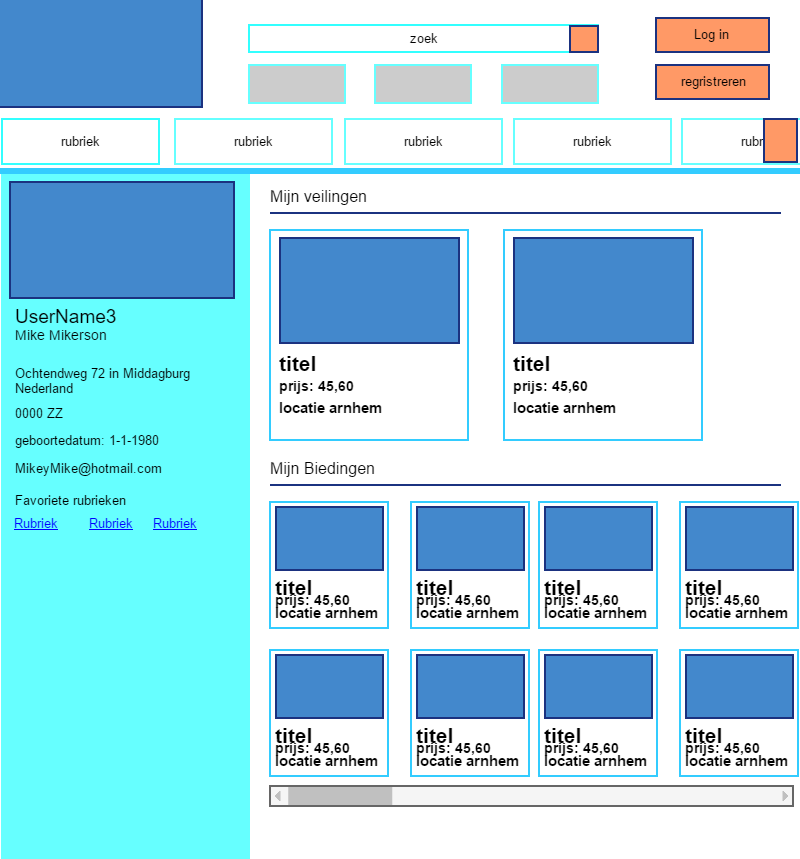 zoek
Log in
regristreren
rubriek
rubriek
rubriek
rubriek
rubr
UserName3
Mike Mikerson
Ochtendweg 72 in Middagburg
Nederland
0000 ZZ
geboortedatum: 1-1-1980
MikeyMike@hotmail.com
Favoriete rubrieken
Rubriek Rubriek Rubriek
Mijn veilingen
titel
prijs: 45,60
locatie arnhem
titel
prijs: 45,60
locatie arnhem
Mijn Biedingen
titel
prijs: 45,60
locatie arnhem
titel
prijs: 45,60
locatie arnhem
titel
prijs: 45,60
locatie arnhem
titel
prijs: 45,60
locatie arnhem
titel
prijs: 45,60
locatie arnhem
titel
prijs: 45,60
locatie arnhem
titel
prijs: 45,60
locatie arnhem
titel
prijs: 45,60
locatie arnhem